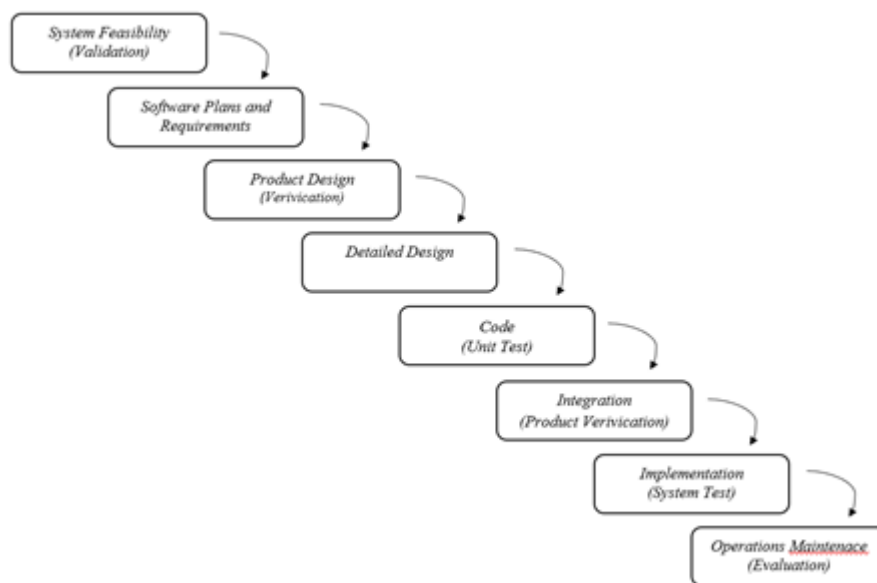 System Feasibility
(Validation)
Software Plans and
Requirements
Product Design
(Verivication)
Detailed Design
Code
(Unit Test)
Integration
(Product Verivication)
Implementation
(System Test)
Operations Maintenace
(Evaluation)